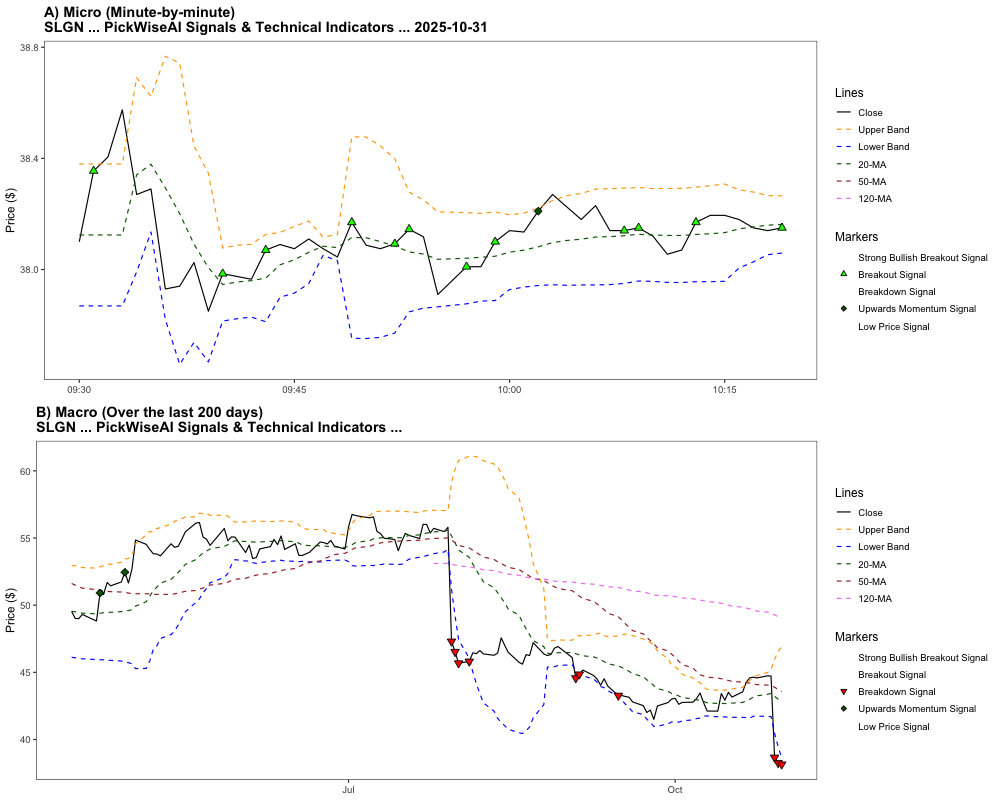 A) Micro (Minute-by-minute)
SLGN ... PickWiseAI Signals & Technical Indicators ... 2025-10-31
Price ($)
38.8
38.4
38.0
09:30
09:45
10:00
10:15
Lines
Close
Upper Band
Lower Band
20-MA
50-MA
120-MA
Markers
Strong Bullish Breakout Signal
Breakout Signal
Breakdown Signal
Upwards Momentum Signal
Low Price Signal
B) Macro (Over the last 200 days)
SLGN ... PickWiseAI Signals & Technical Indicators ...
Price ($)
60
55
50
45
40
Jul
Oct
Lines
Close
Upper Band
Lower Band
20-MA
50-MA
120-MA
Markers
Strong Bullish Breakout Signal
Breakout Signal
Breakdown Signal
Upwards Momentum Signal
Low Price Signal